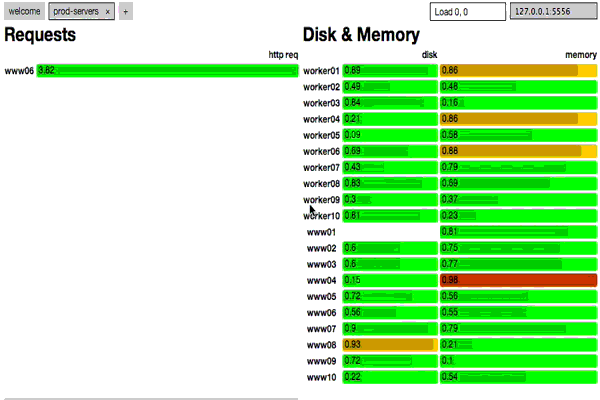 welcome prod-servers × + Load 0, 0 127.0.0.1:5556
Requests
http req
www06 3.82
Disk & Memory
disk memory
worker01 0.89 0.86
worker02 0.49 0.48
worker03 0.84 0.16
worker04 0.21 0.86
worker05 0.09 0.58
worker06 0.69 0.88
worker07 0.43 0.79
worker08 0.83 0.69
worker09 0.3 0.37
worker10 0.81 0.23
www01 0.81
www02 0.6 0.75
www03 0.6 0.77
www04 0.15 0.98
www05 0.72 0.56
www06 0.56 0.55
www07 0.9 0.79
www08 0.93 0.21
www09 0.72 0.1
www10 0.22 0.54